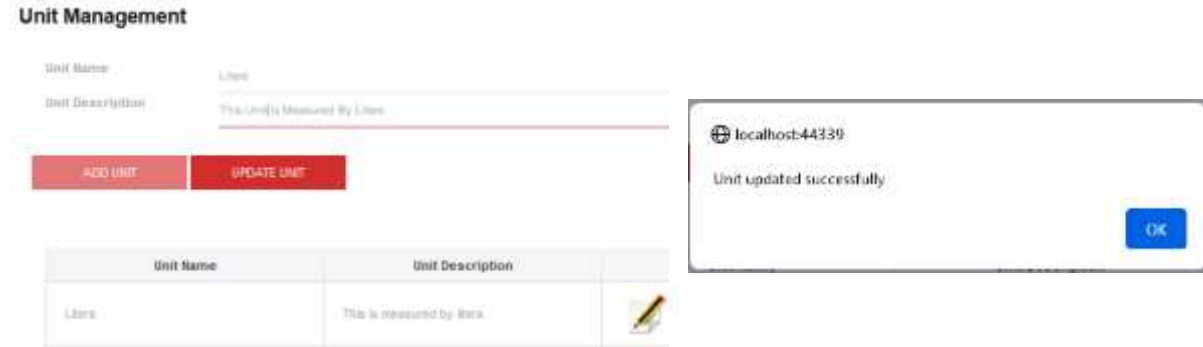 Unit Management
Unit Name
Liters
Unit Description
This Unit is Measured By Liters
ADD UNIT
UPDATE UNIT
Unit Name
Unit Description
Liters
This is measured by liters
localhost:44339
Unit updated successfully
OK